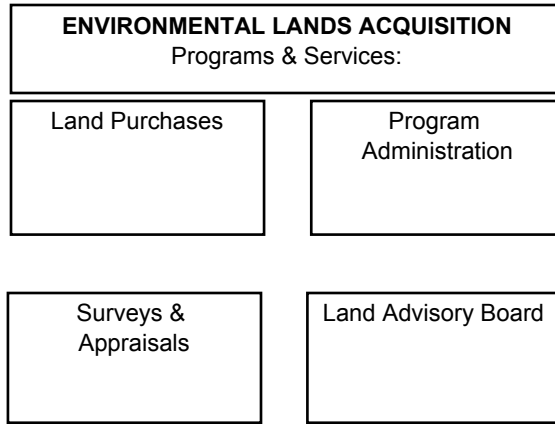 ENVIRONMENTAL LANDS ACQUISITION
Programs & Services:
Land Purchases
Program
Administration
Surveys &
Appraisals
Land Advisory Board